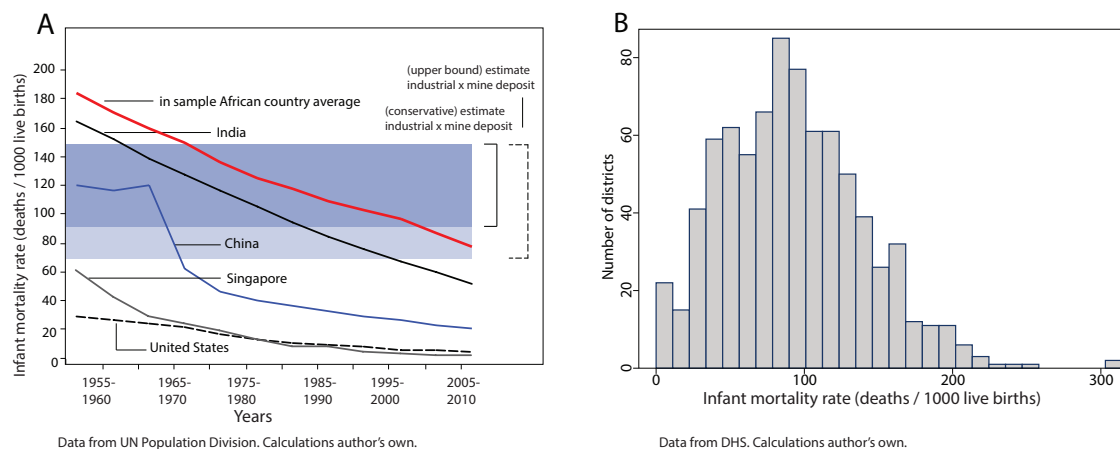 A
Infant mortality rate (deaths / 1000 live births)
200
180
160
140
120
100
80
60
40
20
0
(upper bound) estimate
industrial x mine deposit
(conservative) estimate
industrial x mine deposit
in sample African country average
India
China
Singapore
United States
0
1955-
1960
1965-
1970
1975-
1980
1985-
1990
1995-
2000
2005-
2010
Years
Data from UN Population Division. Calculations author's own.
B
Number of districts
80
60
40
20
0
0
100
200
300
Infant mortality rate (deaths / 1000 live births)
Data from DHS. Calculations author's own.